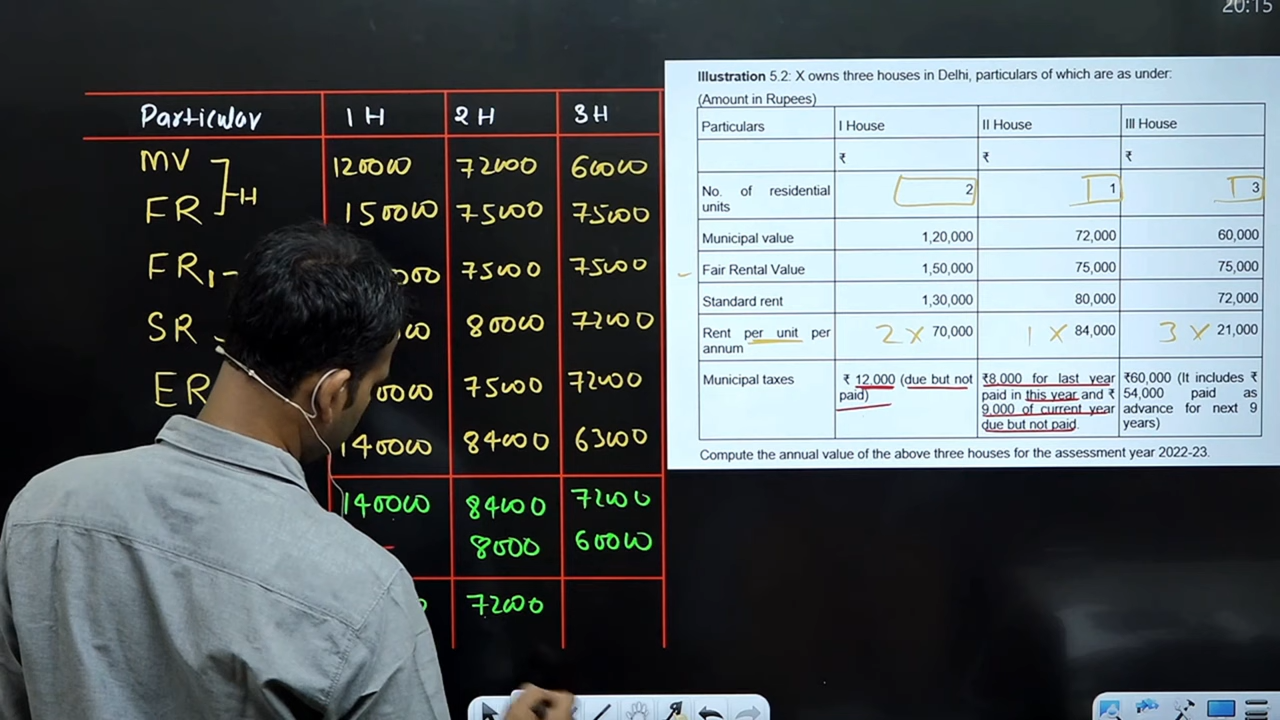 20:15
Particular 1H 2H 3H
MV 120000 72000 60000
FR H 150000 75000 75000
FR1 - 75000 75000
SR - 80000 72000
ER 75000 72000
140000 84000 63000
140000 84000 72000
8000 60000
72000
Illustration 5.2: X owns three houses in Delhi, particulars of which are as under:
(Amount in Rupees)
Particulars I House II House III House
₹ ₹ ₹
No. of residential units 2 1 3
Municipal value 1,20,000 72,000 60,000
Fair Rental Value 1,50,000 75,000 75,000
Standard rent 1,30,000 80,000 72,000
Rent per unit per annum 2 X 70,000 1 X 84,000 3 X 21,000
Municipal taxes ₹ 12,000 (due but not paid) ₹8,000 for last year paid in this year and ₹ 9,000 of current year due but not paid. ₹60,000 (It includes ₹ 54,000 paid as advance for next 9 years)
Compute the annual value of the above three houses for the assessment year 2022-23.